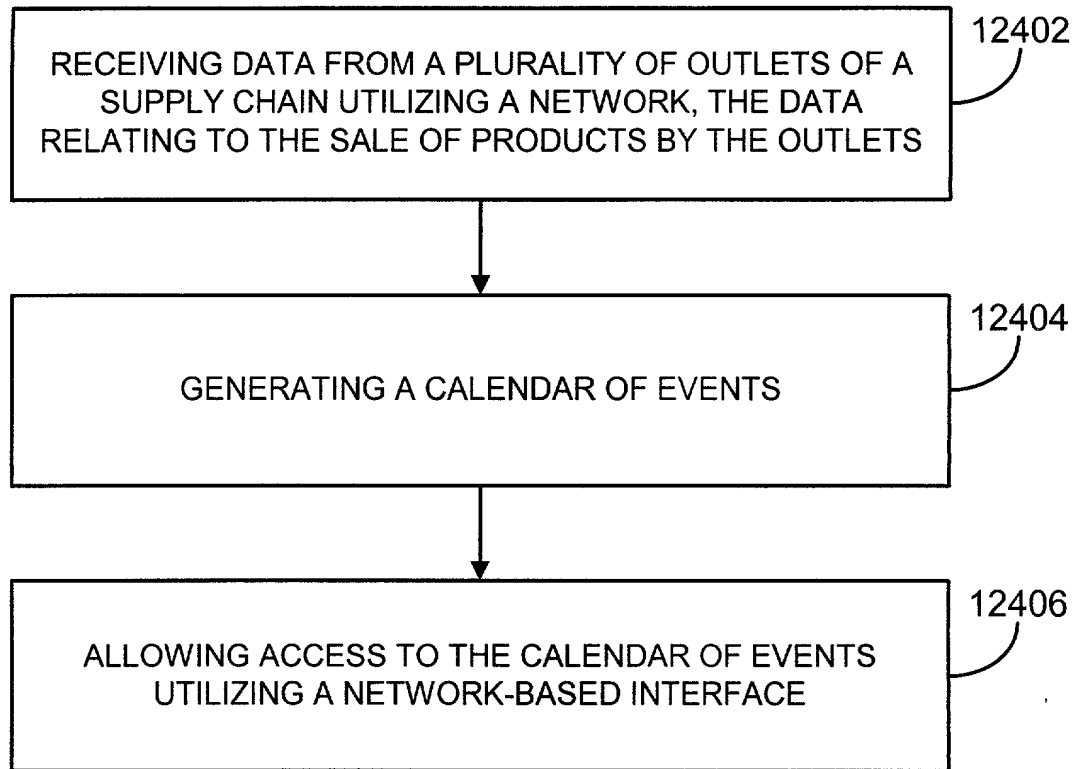 12402
RECEIVING DATA FROM A PLURALITY OF OUTLETS OF A
SUPPLY CHAIN UTILIZING A NETWORK, THE DATA
RELATING TO THE SALE OF PRODUCTS BY THE OUTLETS
12404
GENERATING A CALENDAR OF EVENTS
12406
ALLOWING ACCESS TO THE CALENDAR OF EVENTS
UTILIZING A NETWORK-BASED INTERFACE